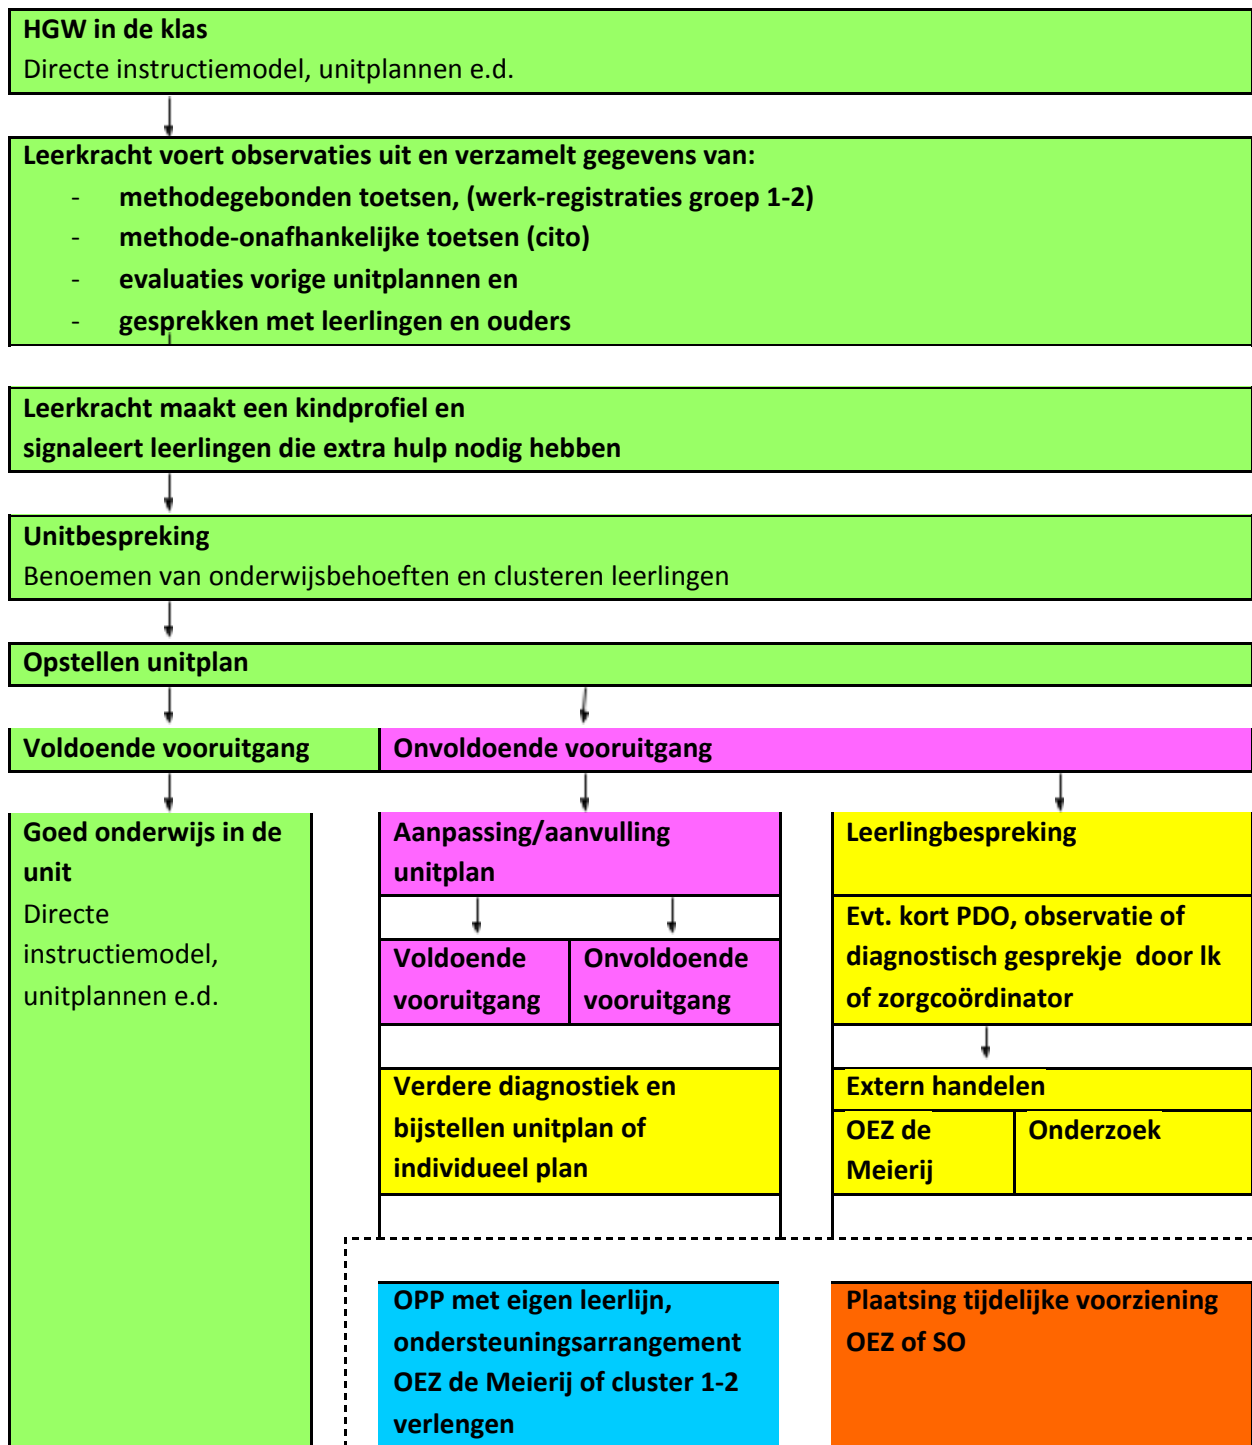 HGW in de klas
Directe instructiemodel, unitplannen e.d.
Leerkracht voert observaties uit en verzamelt gegevens van:
- methodegebonden toetsen, (werk-registraties groep 1-2)
- methode-onafhankelijke toetsen (cito)
- evaluaties vorige unitplannen en
- gesprekken met leerlingen en ouders
Leerkracht maakt een kindprofiel en
signaleert leerlingen die extra hulp nodig hebben
Unitbespreking
Benoemen van onderwijsbehoeften en clusteren leerlingen
Opstellen unitplan
Voldoende vooruitgang
Onvoldoende vooruitgang
Goed onderwijs in de
unit
Directe
instructiemodel,
unitplannen e.d.
Aanpassing/aanvulling
unitplan
Voldoende
vooruitgang
Onvoldoende
vooruitgang
Verdere diagnostiek en
bijstellen unitplan of
individueel plan
Leerlingbespreking
Evt. kort PDO, observatie of
diagnostisch gesprekje door lk
of zorgcoördinator
Extern handelen
OEZ de
Meierij
Onderzoek
OPP met eigen leerlijn,
ondersteuningsarrangement
OEZ de Meierij of cluster 1-2
verlengen
Plaatsing tijdelijke voorziening
OEZ of SO